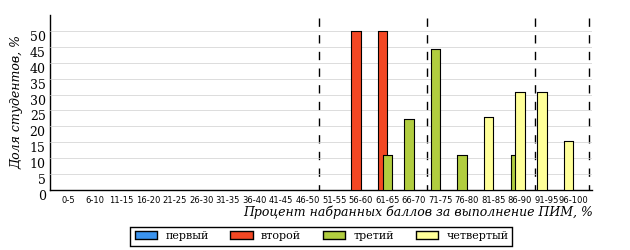 Доля студентов, %
50
45
40
35
30
25
20
15
10
5
0
0-5 6-10 11-15 16-20 21-25 26-30 31-35 36-40 41-45 46-50 51-55 56-60 61-65 66-70 71-75 76-80 81-85 86-90 91-95 96-100
Процент набранных баллов за выполнение ПИМ, %
первый второй третий четвертый